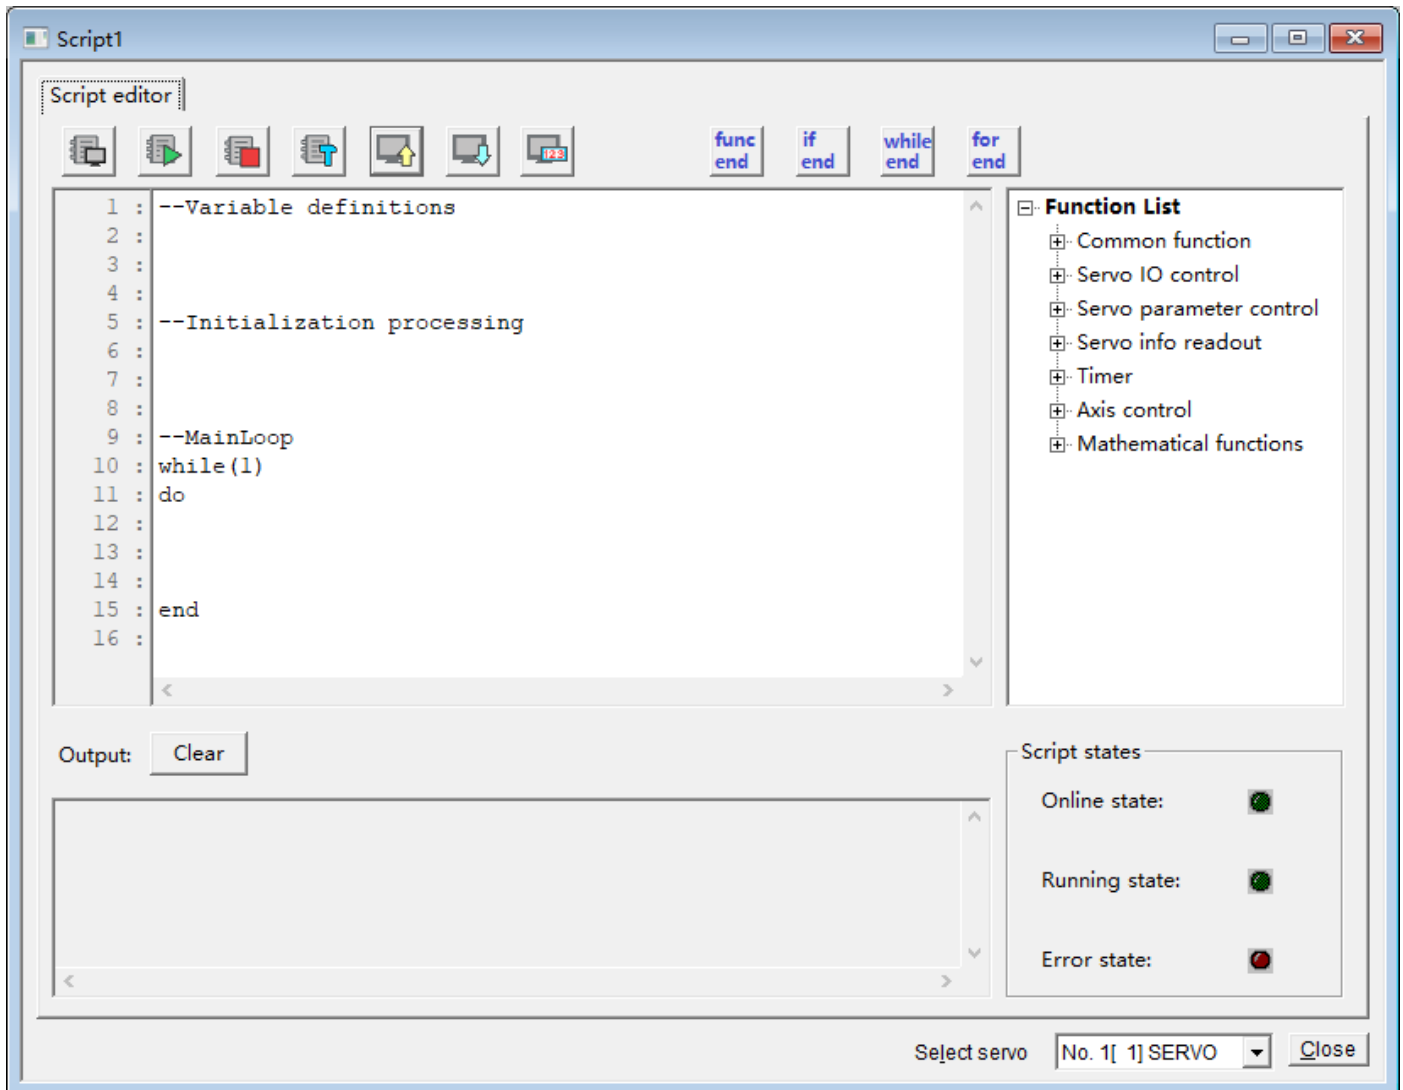 Script1
Script editor
func end
if end
while end
for end
123
1 : --Variable definitions
2 :
3 :
4 :
5 : --Initialization processing
6 :
7 :
8 :
9 : --MainLoop
10 : while(1)
11 : do
12 :
13 :
14 :
15 : end
16 :
Function List
Common function
Servo IO control
Servo parameter control
Servo info readout
Timer
Axis control
Mathematical functions
Output:
Clear
Script states
Online state:
Running state:
Error state:
Select servo
No. 1[ 1] SERVO
Close